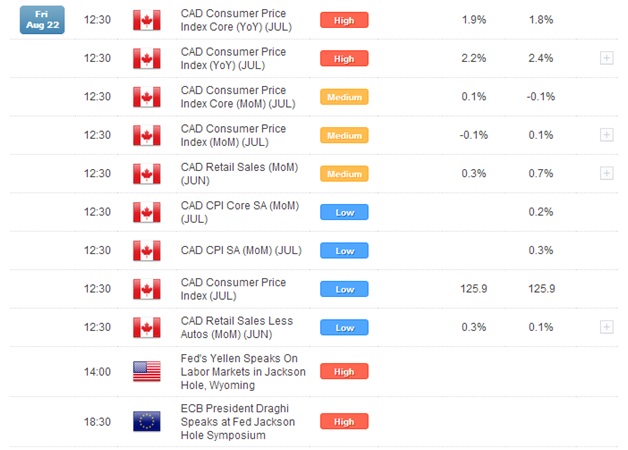 Fri
Aug 22
12:30 CAD Consumer Price High 1.9% 1.8%
Index Core (YoY) (JUL)
12:30 CAD Consumer Price High 2.2% 2.4%
Index (YoY) (JUL)
12:30 CAD Consumer Price Medium 0.1% -0.1%
Index Core (MoM) (JUL)
12:30 CAD Consumer Price Medium -0.1% 0.1%
Index (MoM) (JUL)
12:30 CAD Retail Sales (MoM) Medium 0.3% 0.7%
(JUN)
12:30 CAD CPI Core SA (MoM) Low 0.2%
(JUL)
12:30 CAD CPI SA (MoM) (JUL) Low 0.3%
12:30 CAD Consumer Price Low 125.9 125.9
Index (JUL)
12:30 CAD Retail Sales Less Low 0.3% 0.1%
Autos (MoM) (JUN)
Fed's Yellen Speaks On
14:00 Labor Markets in Jackson High
Hole, Wyoming
ECB President Draghi
18:30 Speaks at Fed Jackson High
Hole Symposium